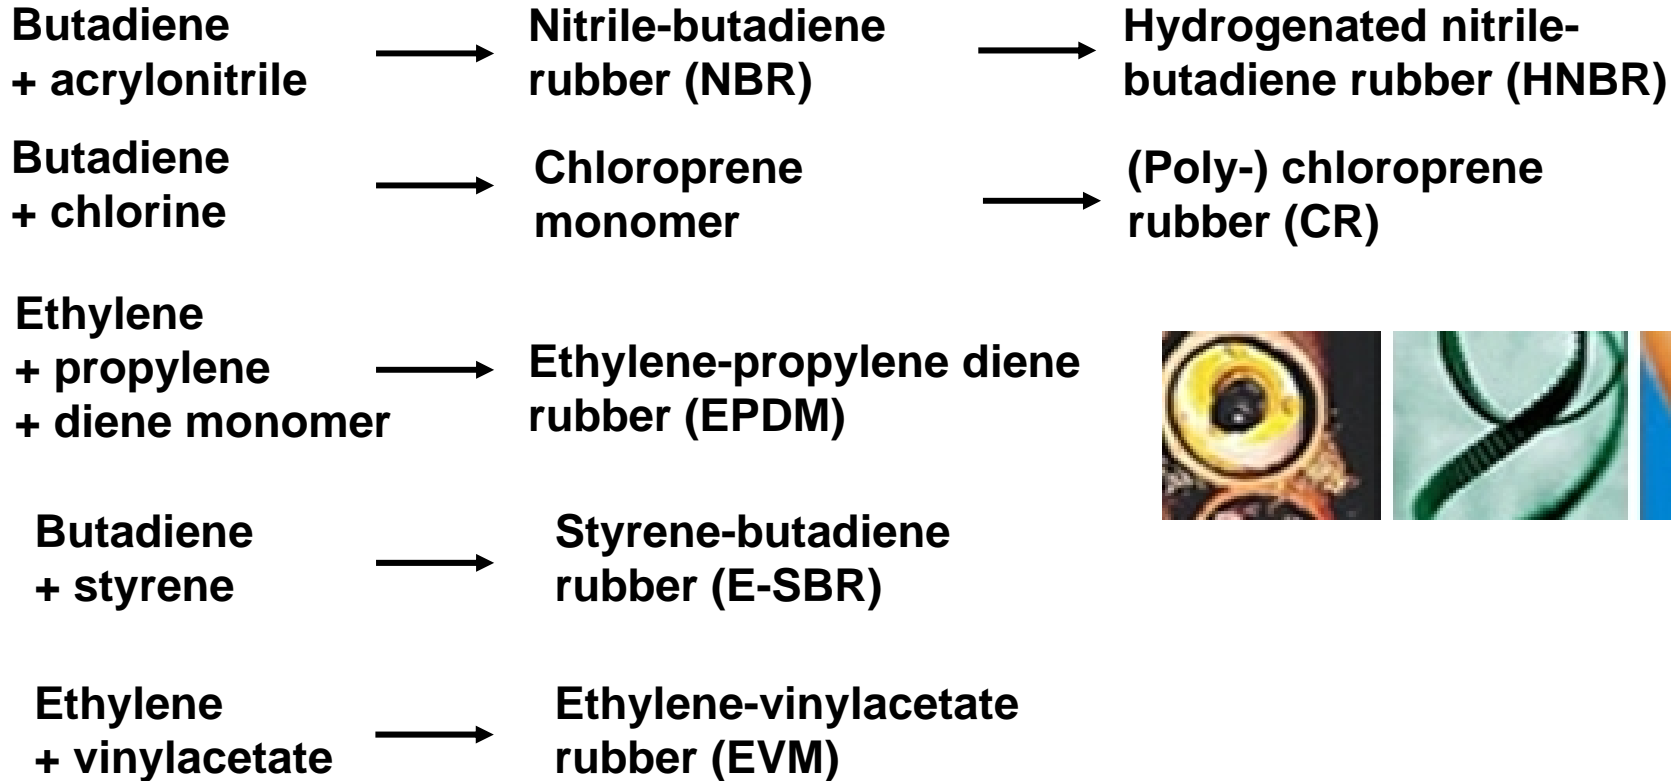 Butadiene
+ acrylonitrile
Nitrile-butadiene
rubber (NBR)
Hydrogenated nitrile-
butadiene rubber (HNBR)
Butadiene
+ chlorine
Chloroprene
monomer
(Poly-) chloroprene
rubber (CR)
Ethylene
+ propylene
+ diene monomer
Ethylene-propylene diene
rubber (EPDM)
Butadiene
+ styrene
Styrene-butadiene
rubber (E-SBR)
Ethylene
+ vinylacetate
Ethylene-vinylacetate
rubber (EVM)